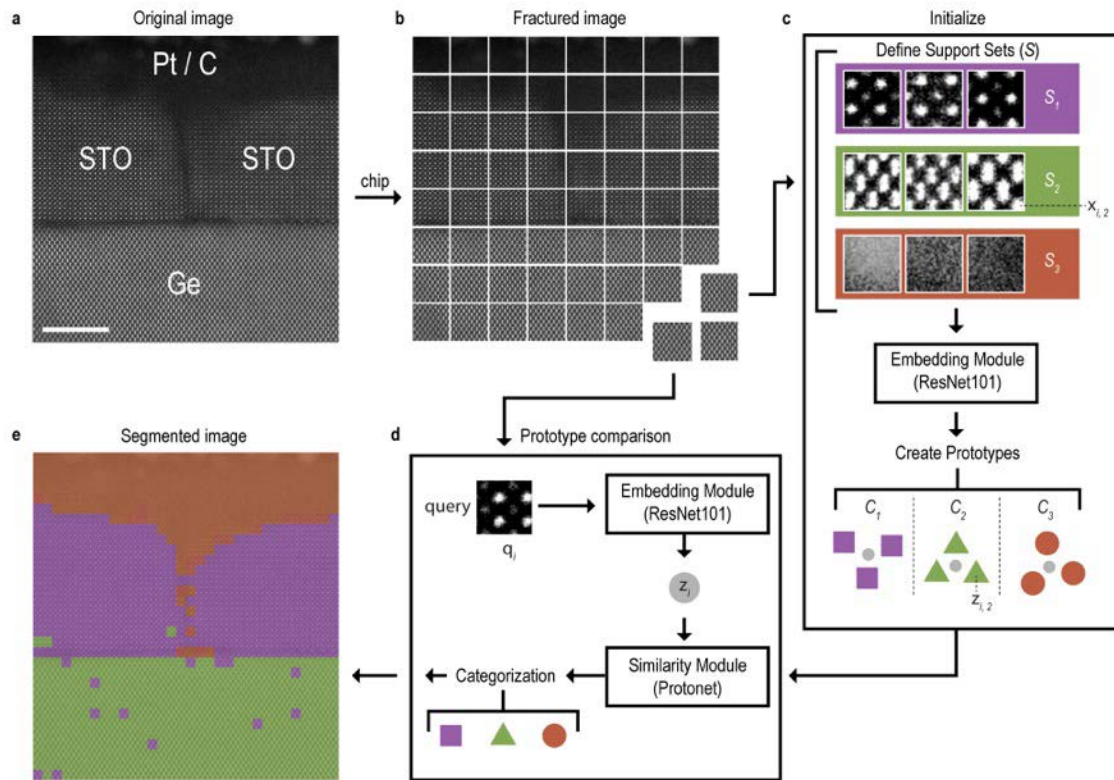 a
Original image
Pt / C
STO
STO
Ge
chip
b
Fractured image
c
Initialize
Define Support Sets (S)
S1
S2
xi, 2
S3
Embedding Module
(ResNet101)
Create Prototypes
C1
C2
C3
zi, 2
d
Prototype comparison
query
qi
Embedding Module
(ResNet101)
zi
Similarity Module
(Protonet)
Categorization
e
Segmented image